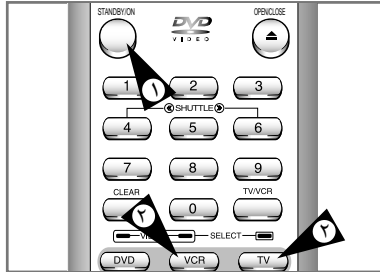 STANDBY/ON DVD VIDEO OPEN/CLOSE
1 2 3
١
SHUTTLE
4 5 6
7 8 9
CLEAR 0 TV/VCR
٢ ٢
SELECT
DVD VCR TV